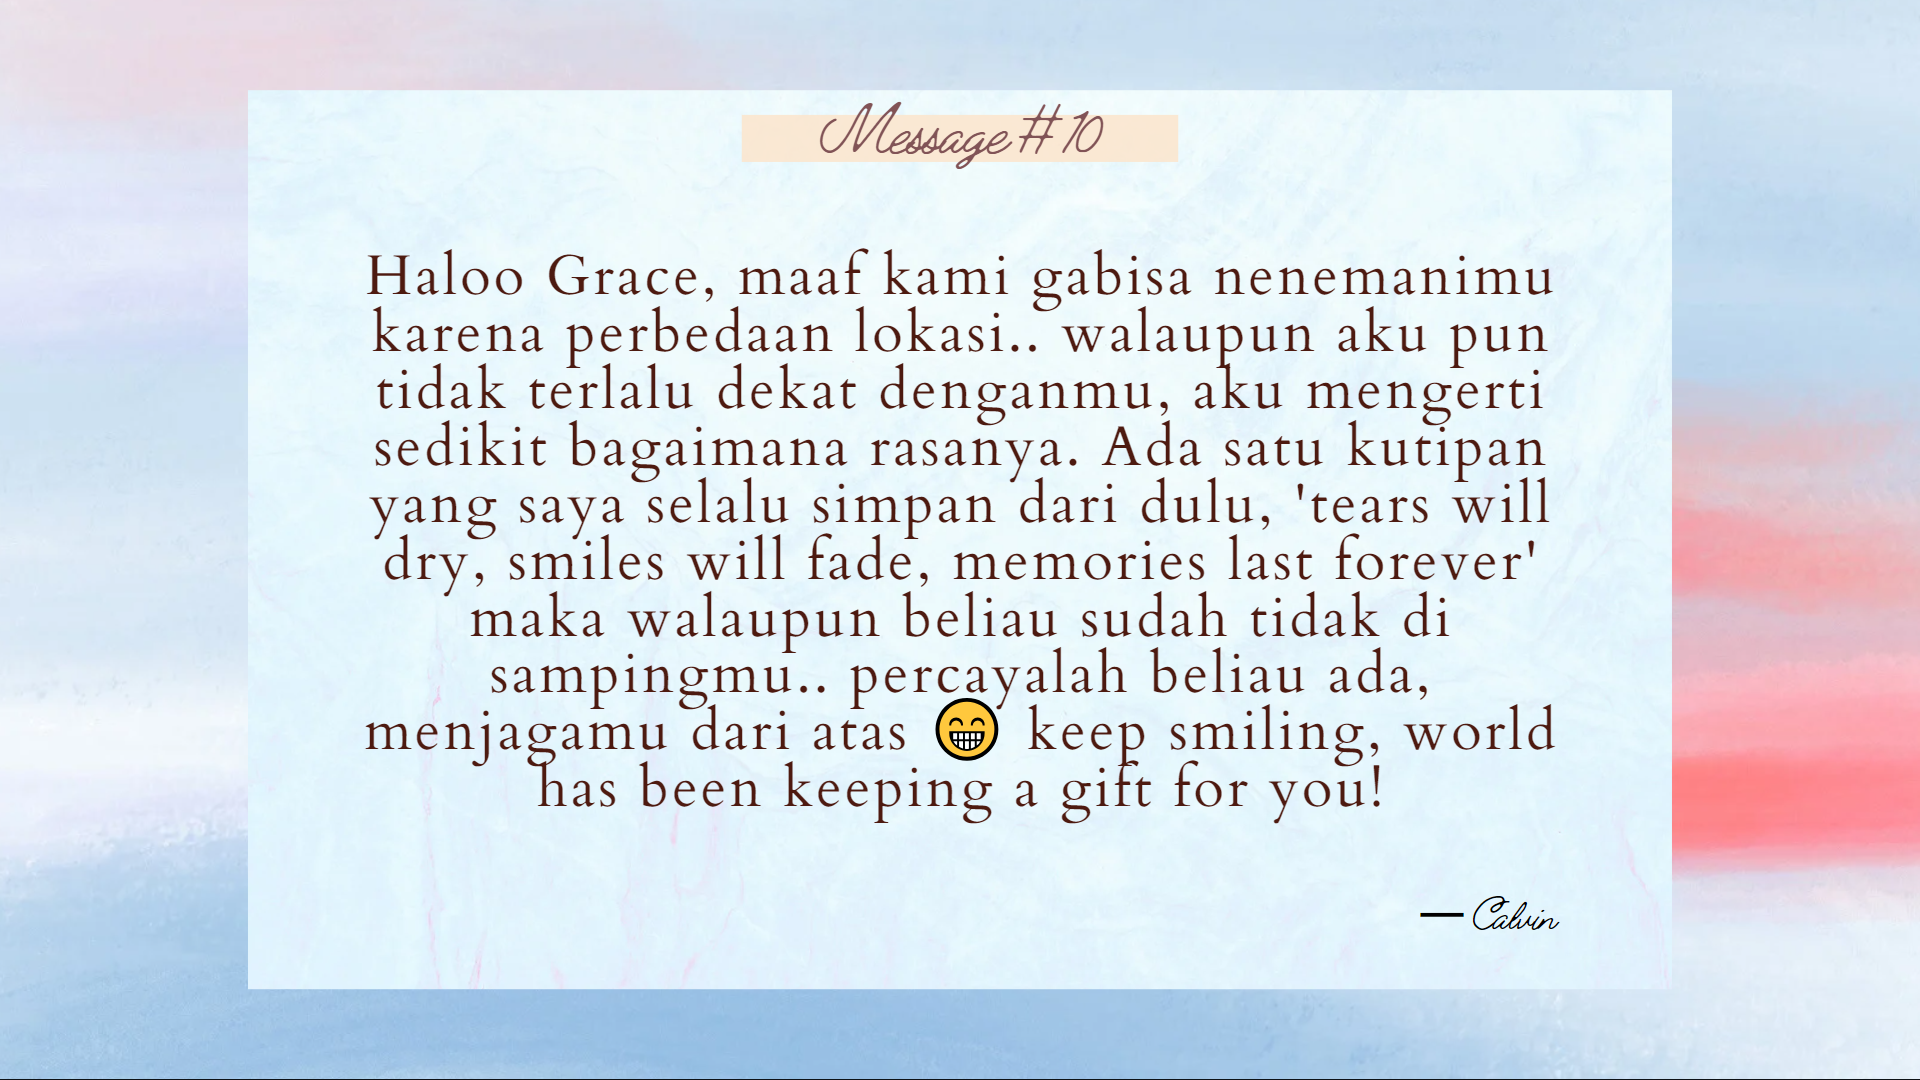 Message #10
Haloo Grace, maaf kami gabisa nenemanimu
karena perbedaan lokasi.. walaupun aku pun
tidak terlalu dekat denganmu, aku mengerti
sedikit bagaimana rasanya. Ada satu kutipan
yang saya selalu simpan dari dulu, 'tears will
dry, smiles will fade, memories last forever'
maka walaupun beliau sudah tidak di
sampingmu.. percayalah beliau ada,
menjagamu dari atas 😁 keep smiling, world
has been keeping a gift for you!
— Calvin